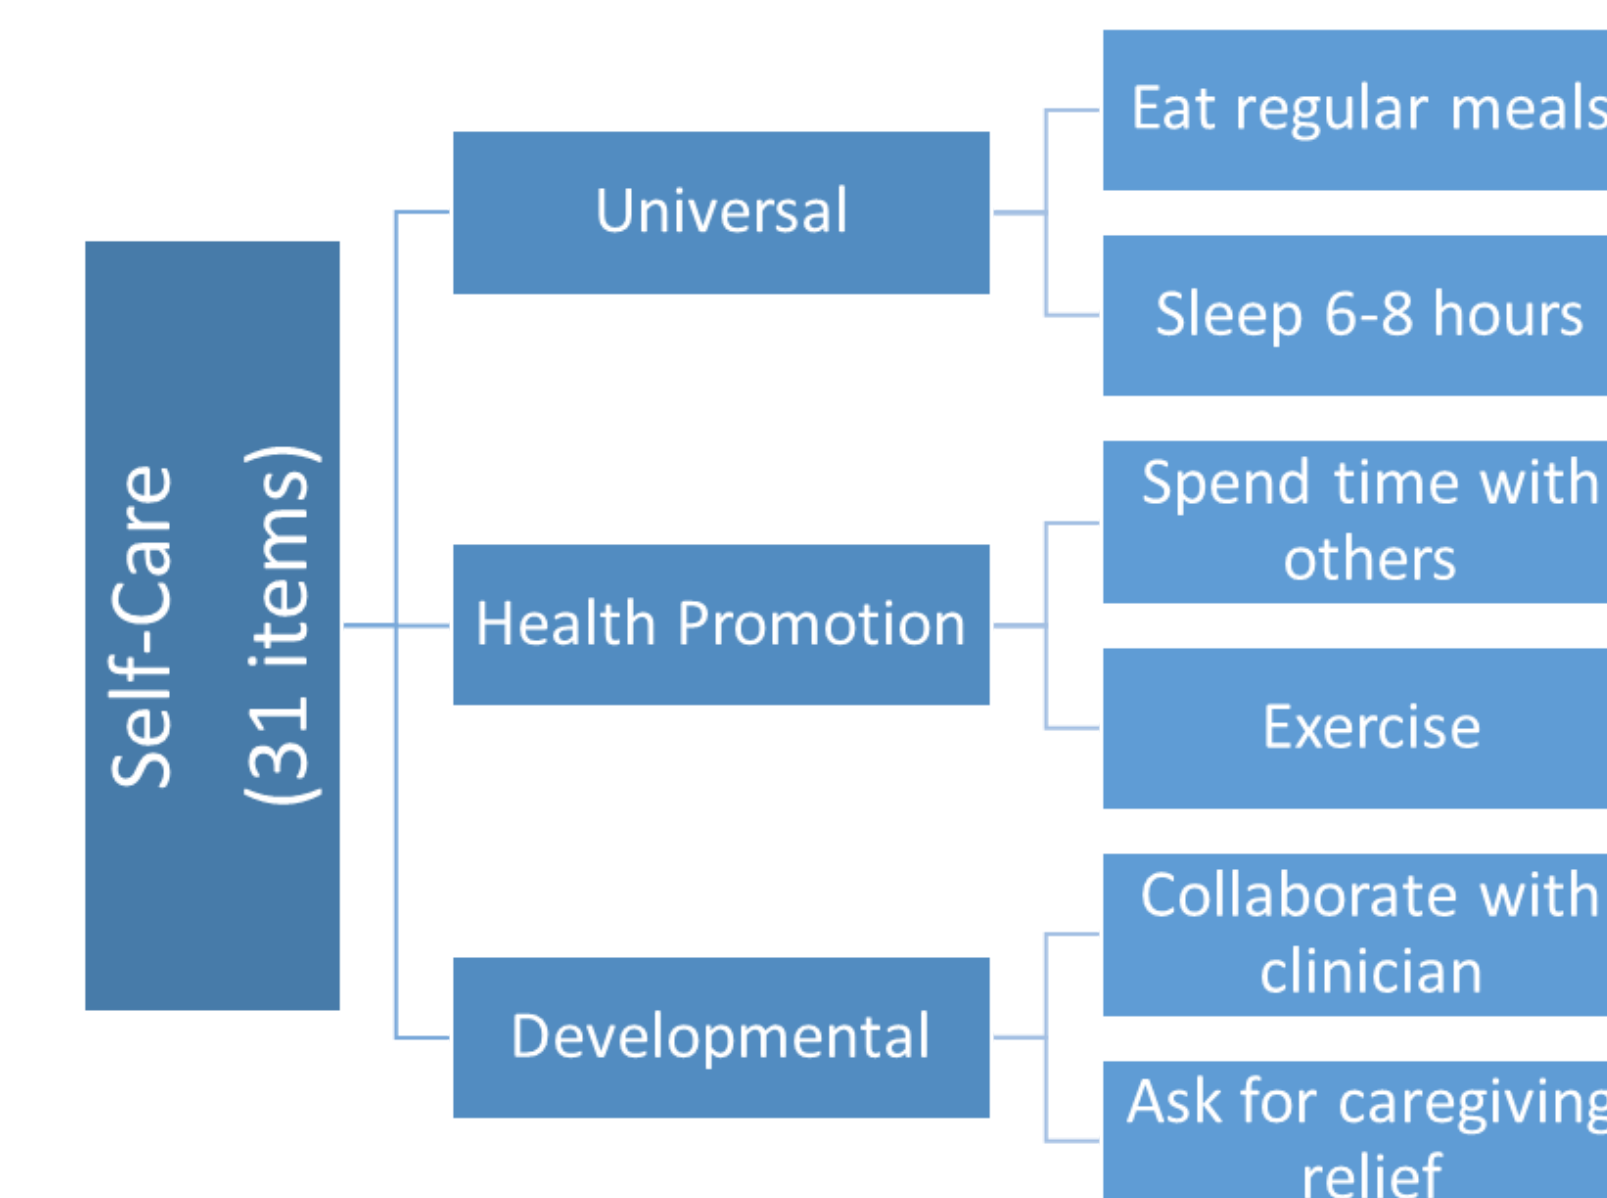 Self-Care
(31 items)
Universal
Eat regular meals
Sleep 6-8 hours
Health Promotion
Spend time with
others
Exercise
Developmental
Collaborate with
clinician
Ask for caregiving
relief